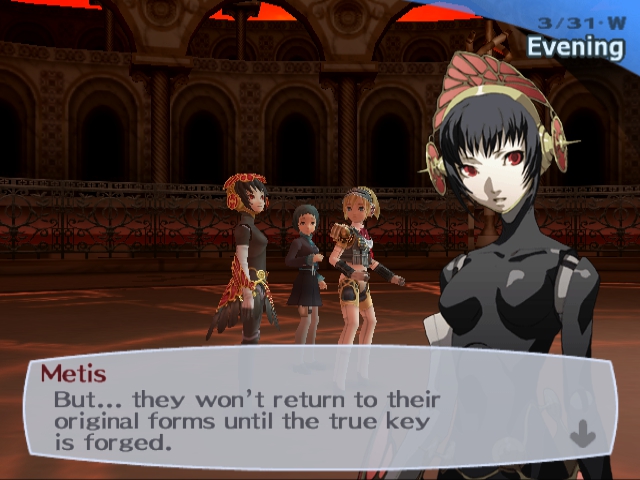 3/31・W
Evening
Metis
But... they won't return to their
original forms until the true key
is forged.